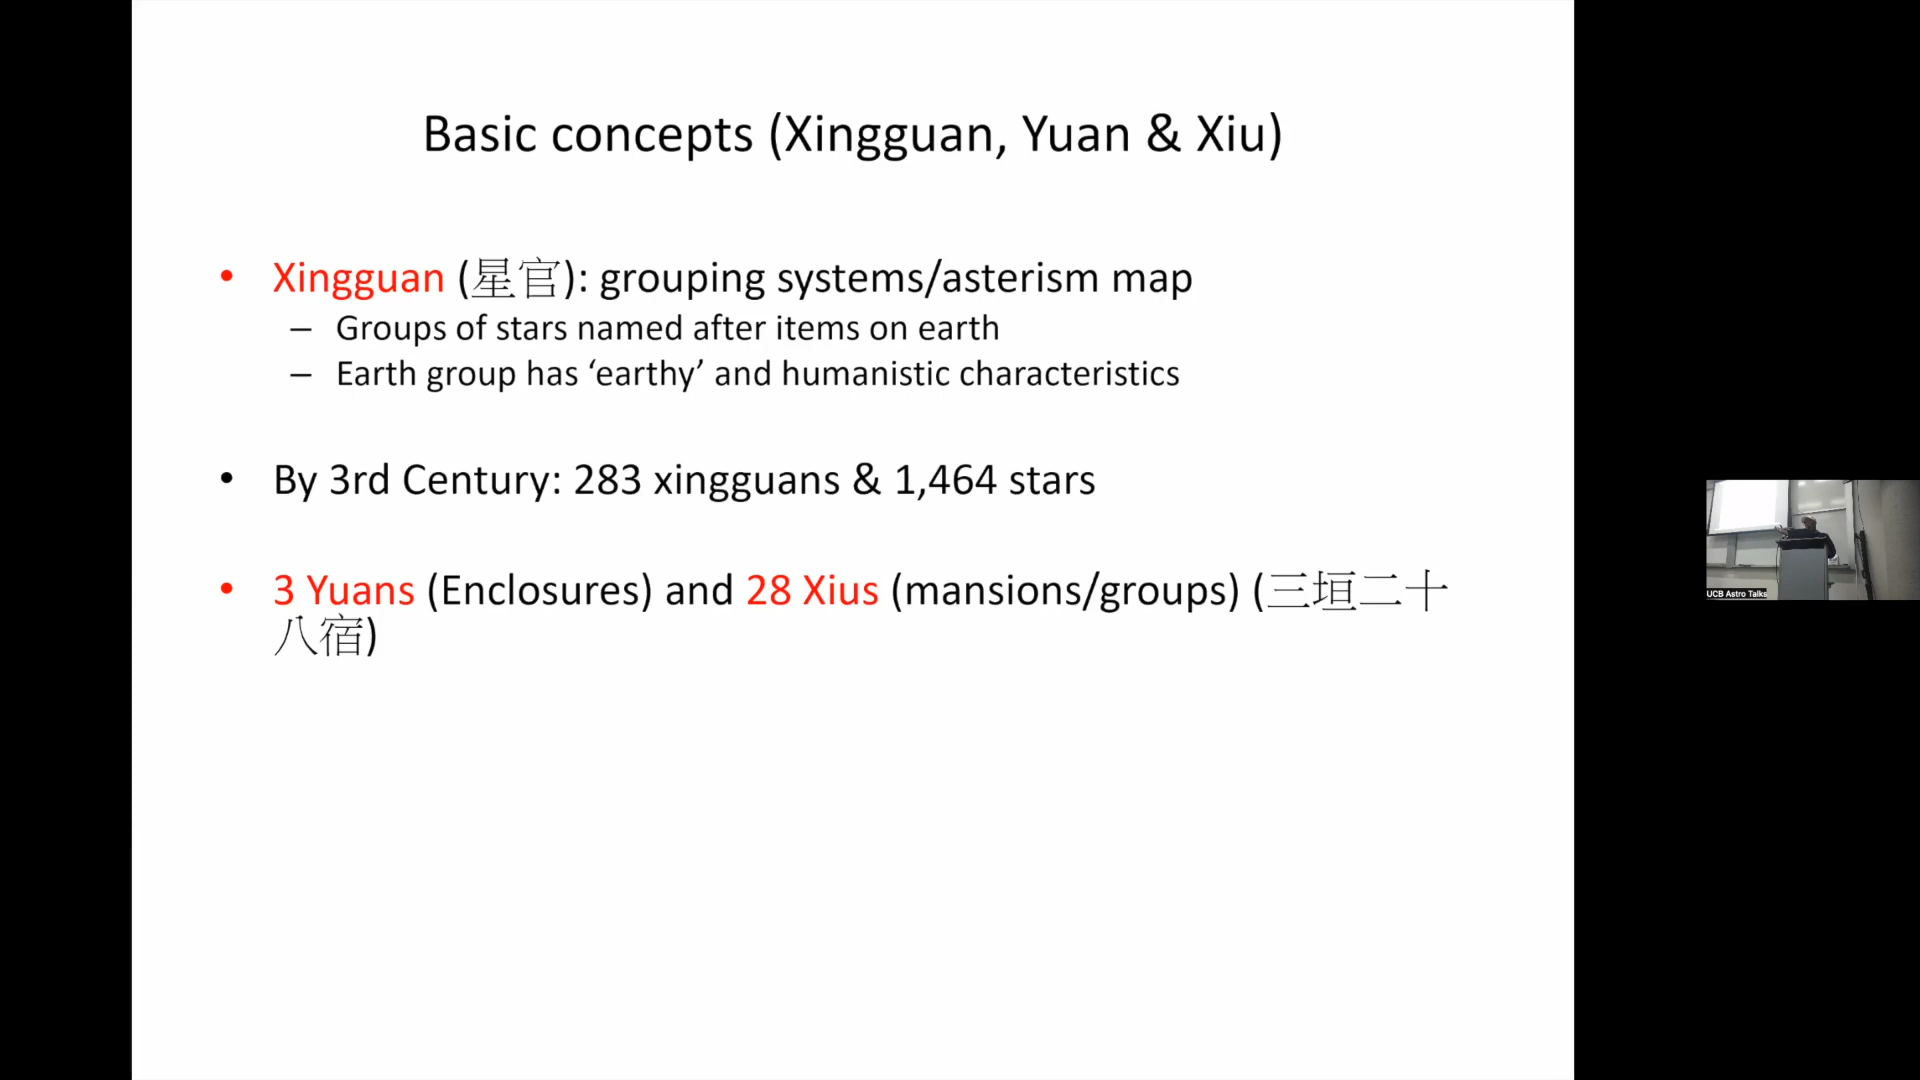 Basic concepts (Xingguan, Yuan & Xiu)
• Xingguan (星官): grouping systems/asterism map
– Groups of stars named after items on earth
– Earth group has ‘earthy’ and humanistic characteristics
• By 3rd Century: 283 xingguans & 1,464 stars
• 3 Yuans (Enclosures) and 28 Xius (mansions/groups) (三垣二十
八宿)
UCB Astro Talks